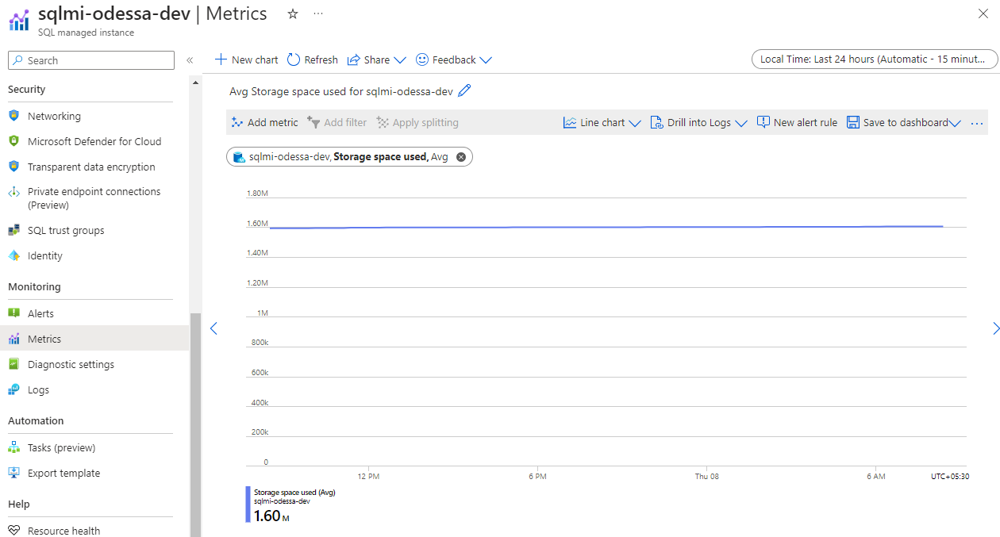 sqlmi-odessa-dev | Metrics
SQL managed instance
Search
New chart
Refresh
Share
Feedback
Local Time: Last 24 hours (Automatic - 15 minut...
Security
Networking
Microsoft Defender for Cloud
Transparent data encryption
Private endpoint connections
(Preview)
SQL trust groups
Identity
Monitoring
Alerts
Metrics
Diagnostic settings
Logs
Automation
Tasks (preview)
Export template
Help
Resource health
Avg Storage space used for sqlmi-odessa-dev
Add metric
Add filter
Apply splitting
Line chart
Drill into Logs
New alert rule
Save to dashboard
sqlmi-odessa-dev, Storage space used, Avg
1.80M
1.60M
1.40M
1.20M
1M
800k
600k
400k
200k
0
12 PM
6 PM
Thu 08
6 AM
UTC+05:30
Storage space used (Avg)
sqlmi-odessa-dev
1.60 M